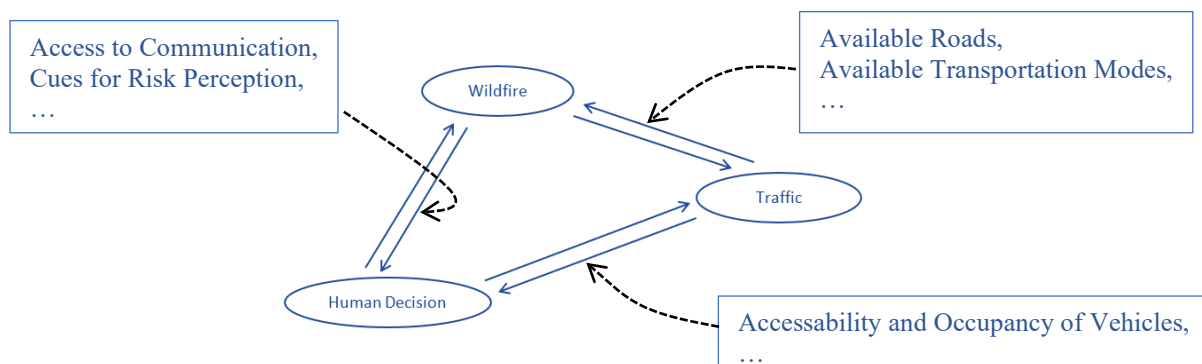 Access to Communication,
Cues for Risk Perception,
…
Available Roads,
Available Transportation Modes,
…
Wildfire
Traffic
Human Decision
Accessability and Occupancy of Vehicles,
…